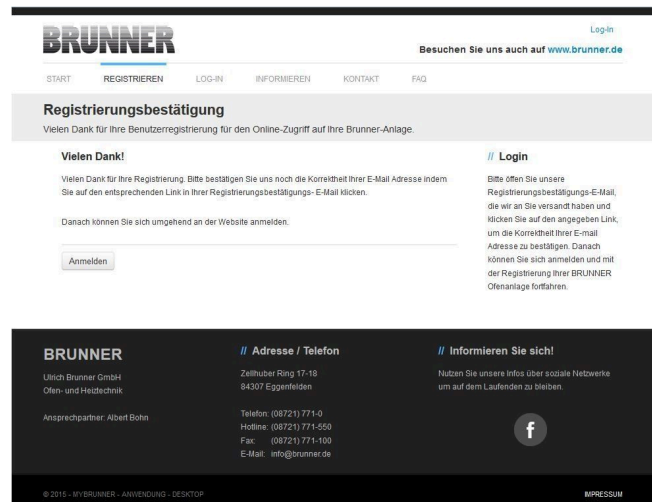 Log-In
BRUNNER
Besuchen Sie uns auch auf www.brunner.de
START REGISTRIEREN LOG-IN INFORMIEREN KONTAKT FAQ
Registrierungsbestätigung
Vielen Dank für Ihre Benutzerregistrierung für den Online-Zugriff auf Ihre Brunner-Anlage.
Vielen Dank!
Vielen Dank für Ihre Registrierung. Bitte bestätigen Sie uns noch die Korrektheit Ihrer E-Mail Adresse indem
Sie auf den entsprechenden Link in Ihrer Registrierungsbestätigungs- E-Mail klicken.
Danach können Sie sich umgehend an der Website anmelden.
Anmelden
// Login
Bitte öffen Sie unsere
Registrierungsbestätigungs-E-Mail,
die wir an Sie versandt haben und
klicken Sie auf den angegeben Link,
um die Korrektheit Ihrer E-mail
Adresse zu bestätigen. Danach
können Sie sich anmelden und mit
der Registrierung Ihrer BRUNNER
Ofenanlage fortfahren.
BRUNNER
Ulrich Brunner GmbH
Ofen- und Heiztechnik
Ansprechpartner: Albert Bohn
// Adresse / Telefon
Zellhuber Ring 17-18
84307 Eggenfelden
Telefon: (08721) 771-0
Hotline: (08721) 771-550
Fax: (08721) 771-100
E-Mail: info@brunner.de
// Informieren Sie sich!
Nutzen Sie unsere Infos über soziale Netzwerke
um auf dem Laufenden zu bleiben.
f
© 2015 - MYBRUNNER - ANWENDUNG - DESKTOP
IMPRESSUM